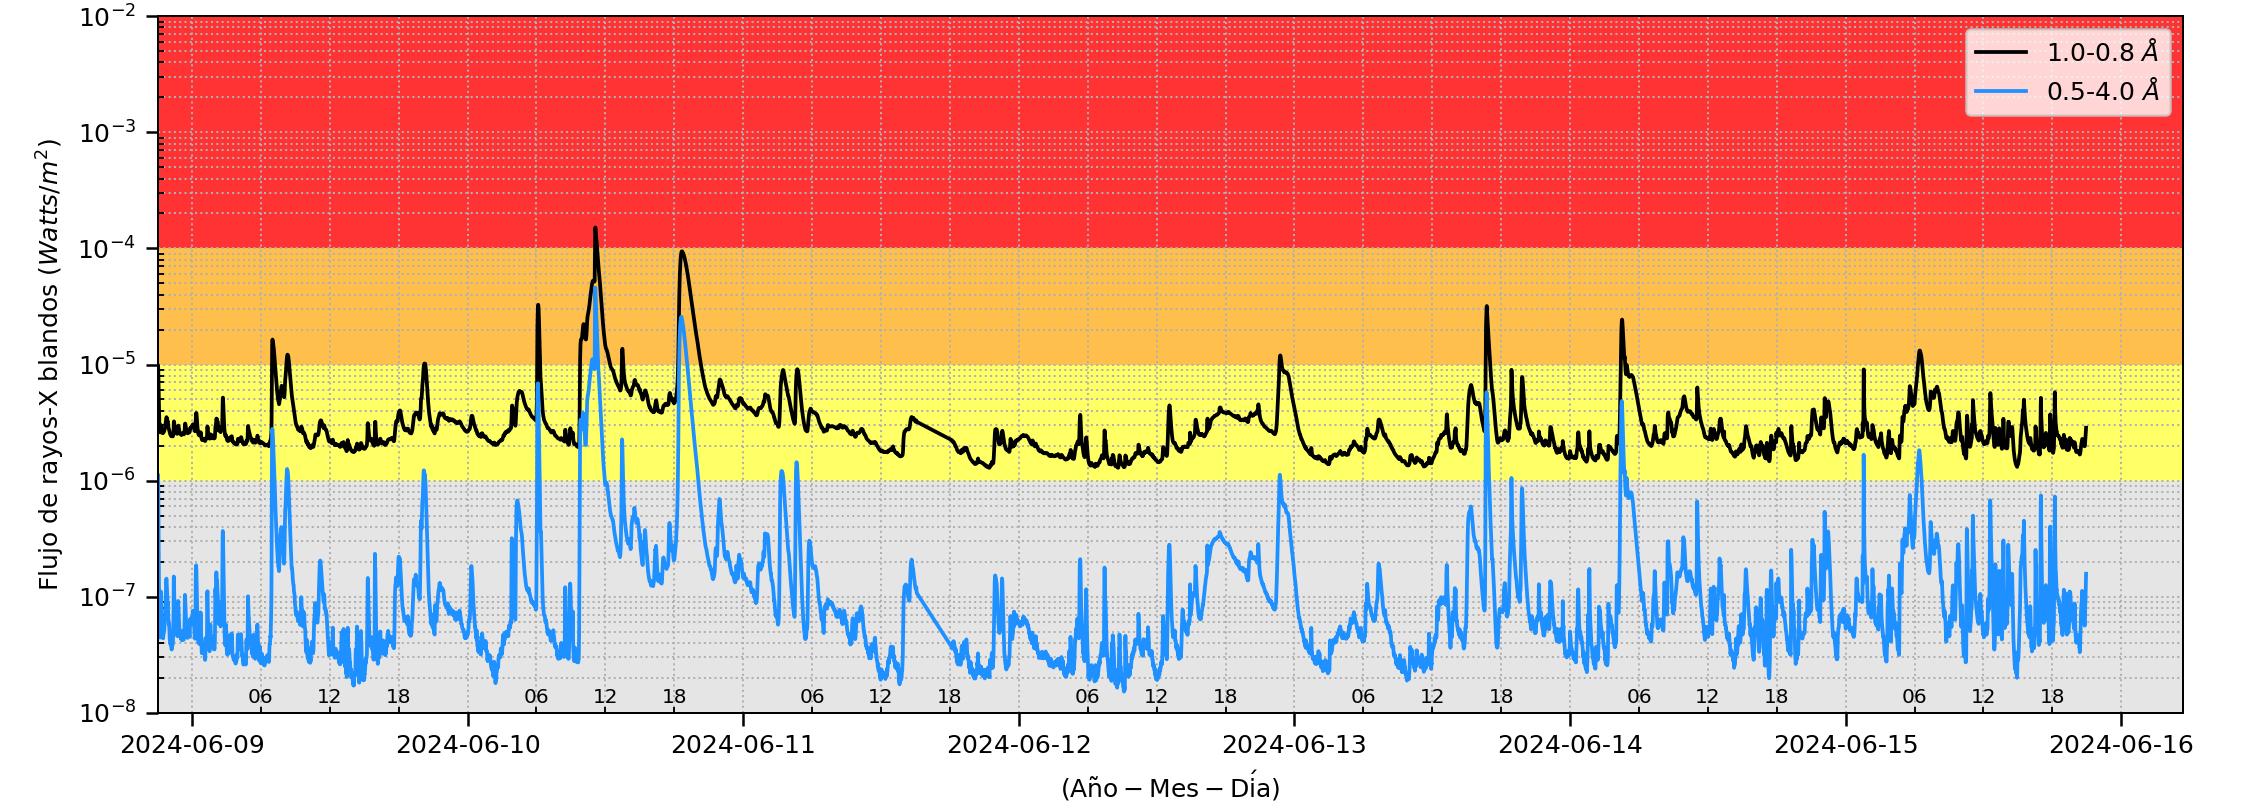 10⁻²
10⁻³
10⁻⁴
10⁻⁵
10⁻⁶
10⁻⁷
10⁻⁸
Flujo de rayos-X blandos (Watts/m²)
1.0-0.8 Å
0.5-4.0 Å
06 12 18 06 12 18 06 12 18 06 12 18 06 12 18 06 12 18 06 12 18
2024-06-09 2024-06-10 2024-06-11 2024-06-12 2024-06-13 2024-06-14 2024-06-15 2024-06-16
(Año − Mes − Día)